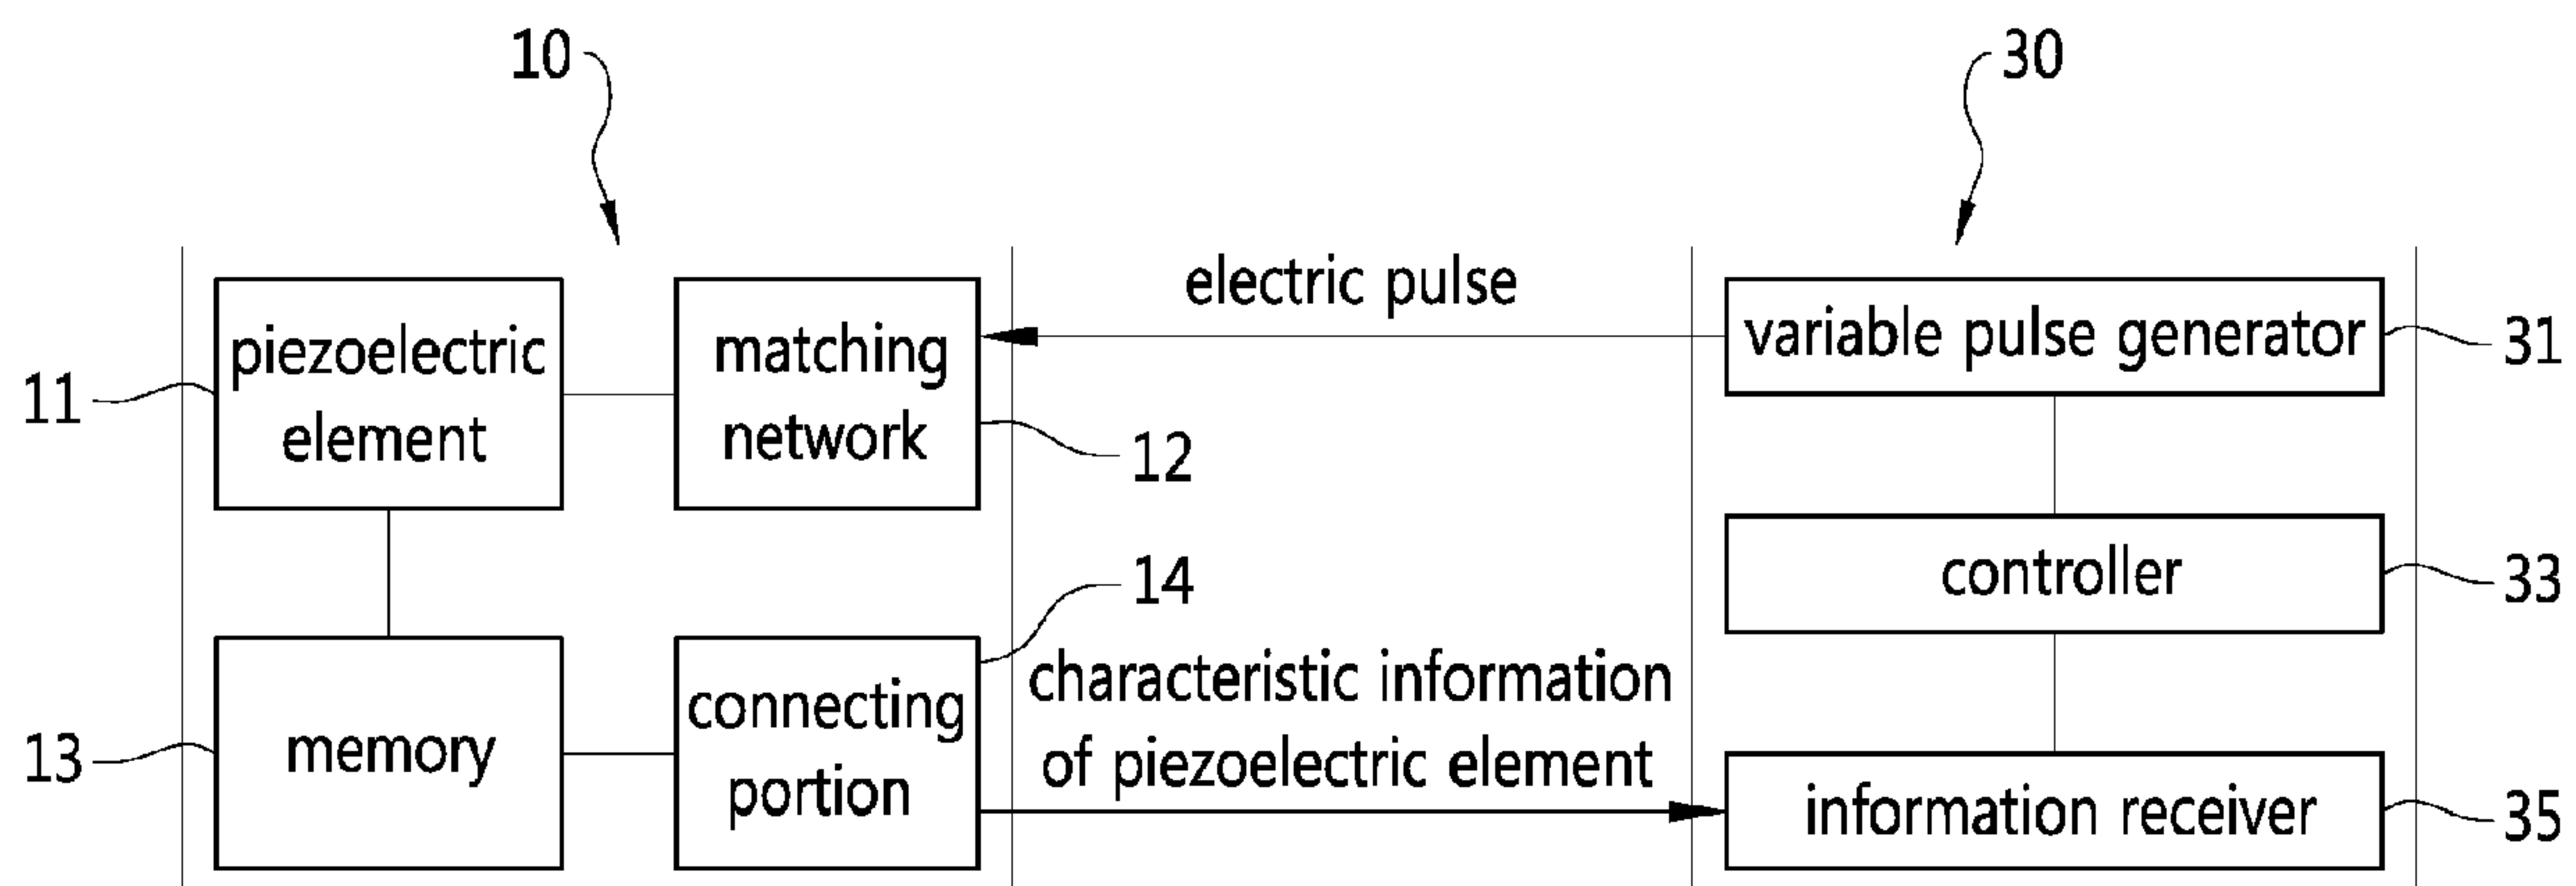 10
30
electric pulse
piezoelectric
element
matching
network
variable pulse generator
31
11
12
controller
33
14
characteristic information
of piezoelectric element
memory
connecting
portion
13
information receiver
35